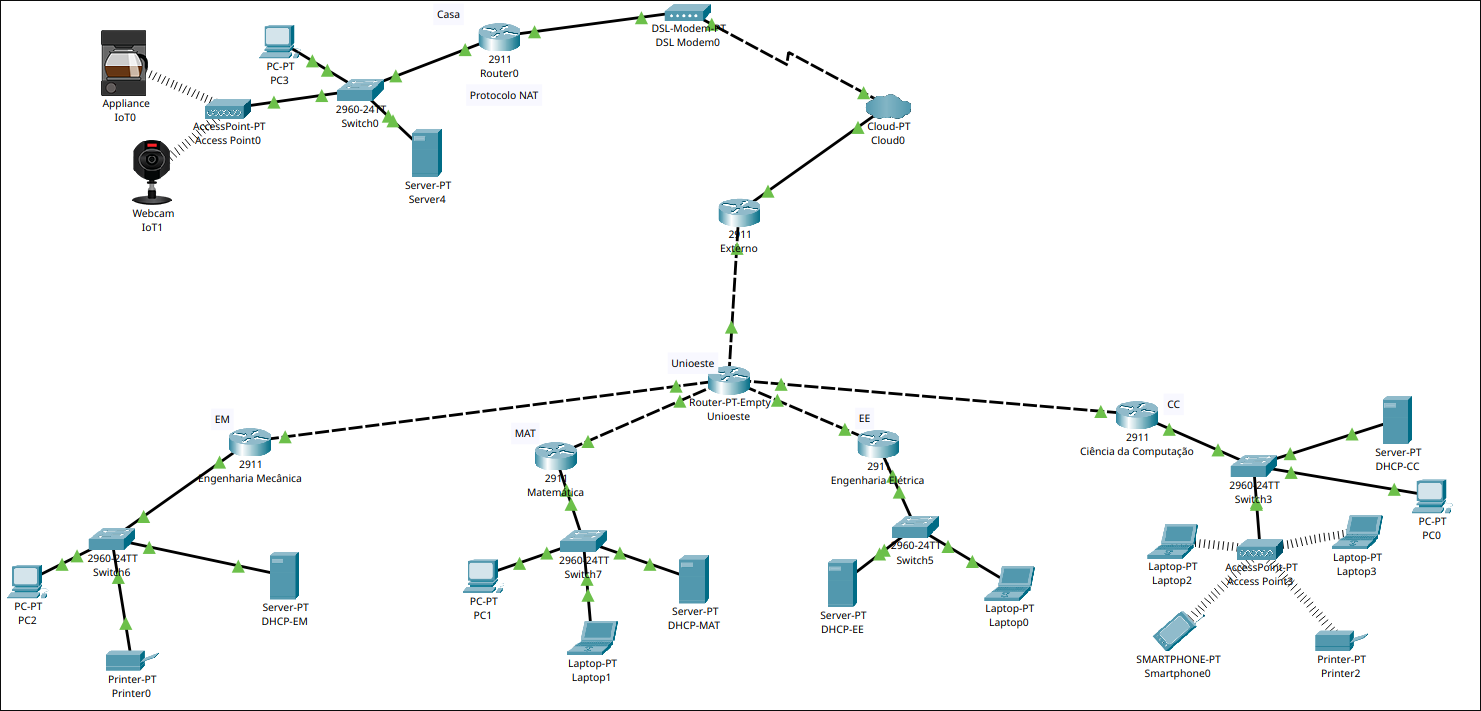 Casa
DSL-Modem-PT
DSL Modem0
2911
Router0
PC-PT
PC3
Protocolo NAT
Appliance
IoT0
2960-24TT
Switch0
AccessPoint-PT
Access Point0
Cloud-PT
Cloud0
Server-PT
Server4
Webcam
IoT1
2911
Externo
Unioeste
Router-PT-Empty
Unioeste
EM
2911
Engenharia Mecânica
MAT
2911
Matemática
EE
2911
Engenharia Elétrica
CC
2911
Ciência da Computação
Server-PT
DHCP-CC
2960-24TT
Switch3
PC-PT
PC0
2960-24TT
Switch6
PC-PT
PC2
Server-PT
DHCP-EM
Printer-PT
Printer0
2960-24TT
Switch7
PC-PT
PC1
Server-PT
DHCP-MAT
Laptop-PT
Laptop1
2960-24TT
Switch5
Server-PT
DHCP-EE
Laptop-PT
Laptop0
Laptop-PT
Laptop2
AccessPoint-PT
Access Point3
Laptop-PT
Laptop3
SMARTPHONE-PT
Smartphone0
Printer-PT
Printer2